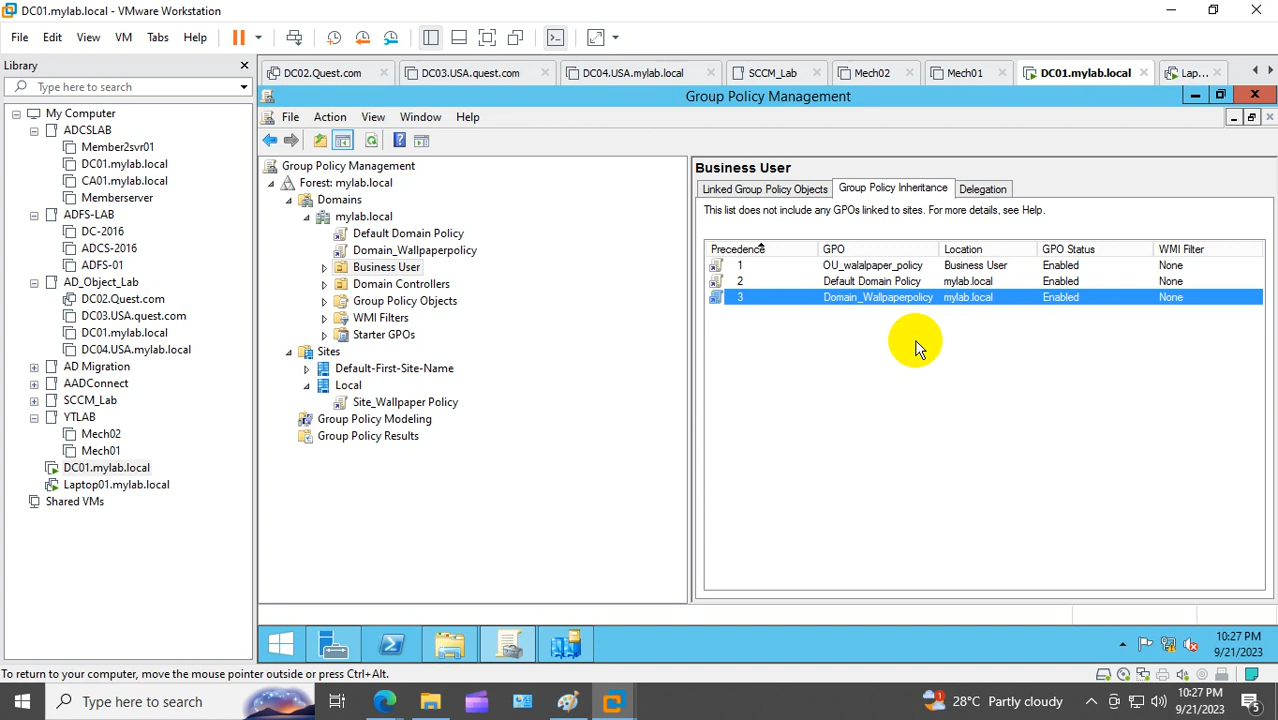 DC01.mylab.local - VMware Workstation
File Edit View VM Tabs Help
Library
Type here to search
My Computer
ADCSLAB
Member2svr01
DC01.mylab.local
CA01.mylab.local
Memberserver
ADFS-LAB
DC-2016
ADCS-2016
ADFS-01
AD_Object_Lab
DC02.Quest.com
DC03.USA.quest.com
DC01.mylab.local
DC04.USA.mylab.local
AD Migration
AADConnect
SCCM_Lab
YTLAB
Mech02
Mech01
DC01.mylab.local
Laptop01.mylab.local
Shared VMs
DC02.Quest.com DC03.USA.quest.com DC04.USA.mylab.local SCCM_Lab Mech02 Mech01 DC01.mylab.local Lap...
Group Policy Management
File Action View Window Help
Group Policy Management
Forest: mylab.local
Domains
mylab.local
Default Domain Policy
Domain_Wallpaperpolicy
Business User
Domain Controllers
Group Policy Objects
WMI Filters
Starter GPOs
Sites
Default-First-Site-Name
Local
Site_Wallpaper Policy
Group Policy Modeling
Group Policy Results
Business User
Linked Group Policy Objects Group Policy Inheritance Delegation
This list does not include any GPOs linked to sites. For more details, see Help.
Precedence GPO Location GPO Status WMI Filter
1 OU_walalpaper_policy Business User Enabled None
2 Default Domain Policy mylab.local Enabled None
3 Domain_Wallpaperpolicy mylab.local Enabled None
10:27 PM
9/21/2023
To return to your computer, move the mouse pointer outside or press Ctrl+Alt.
Type here to search
1
28°C Partly cloudy
10:27 PM
9/21/2023
5